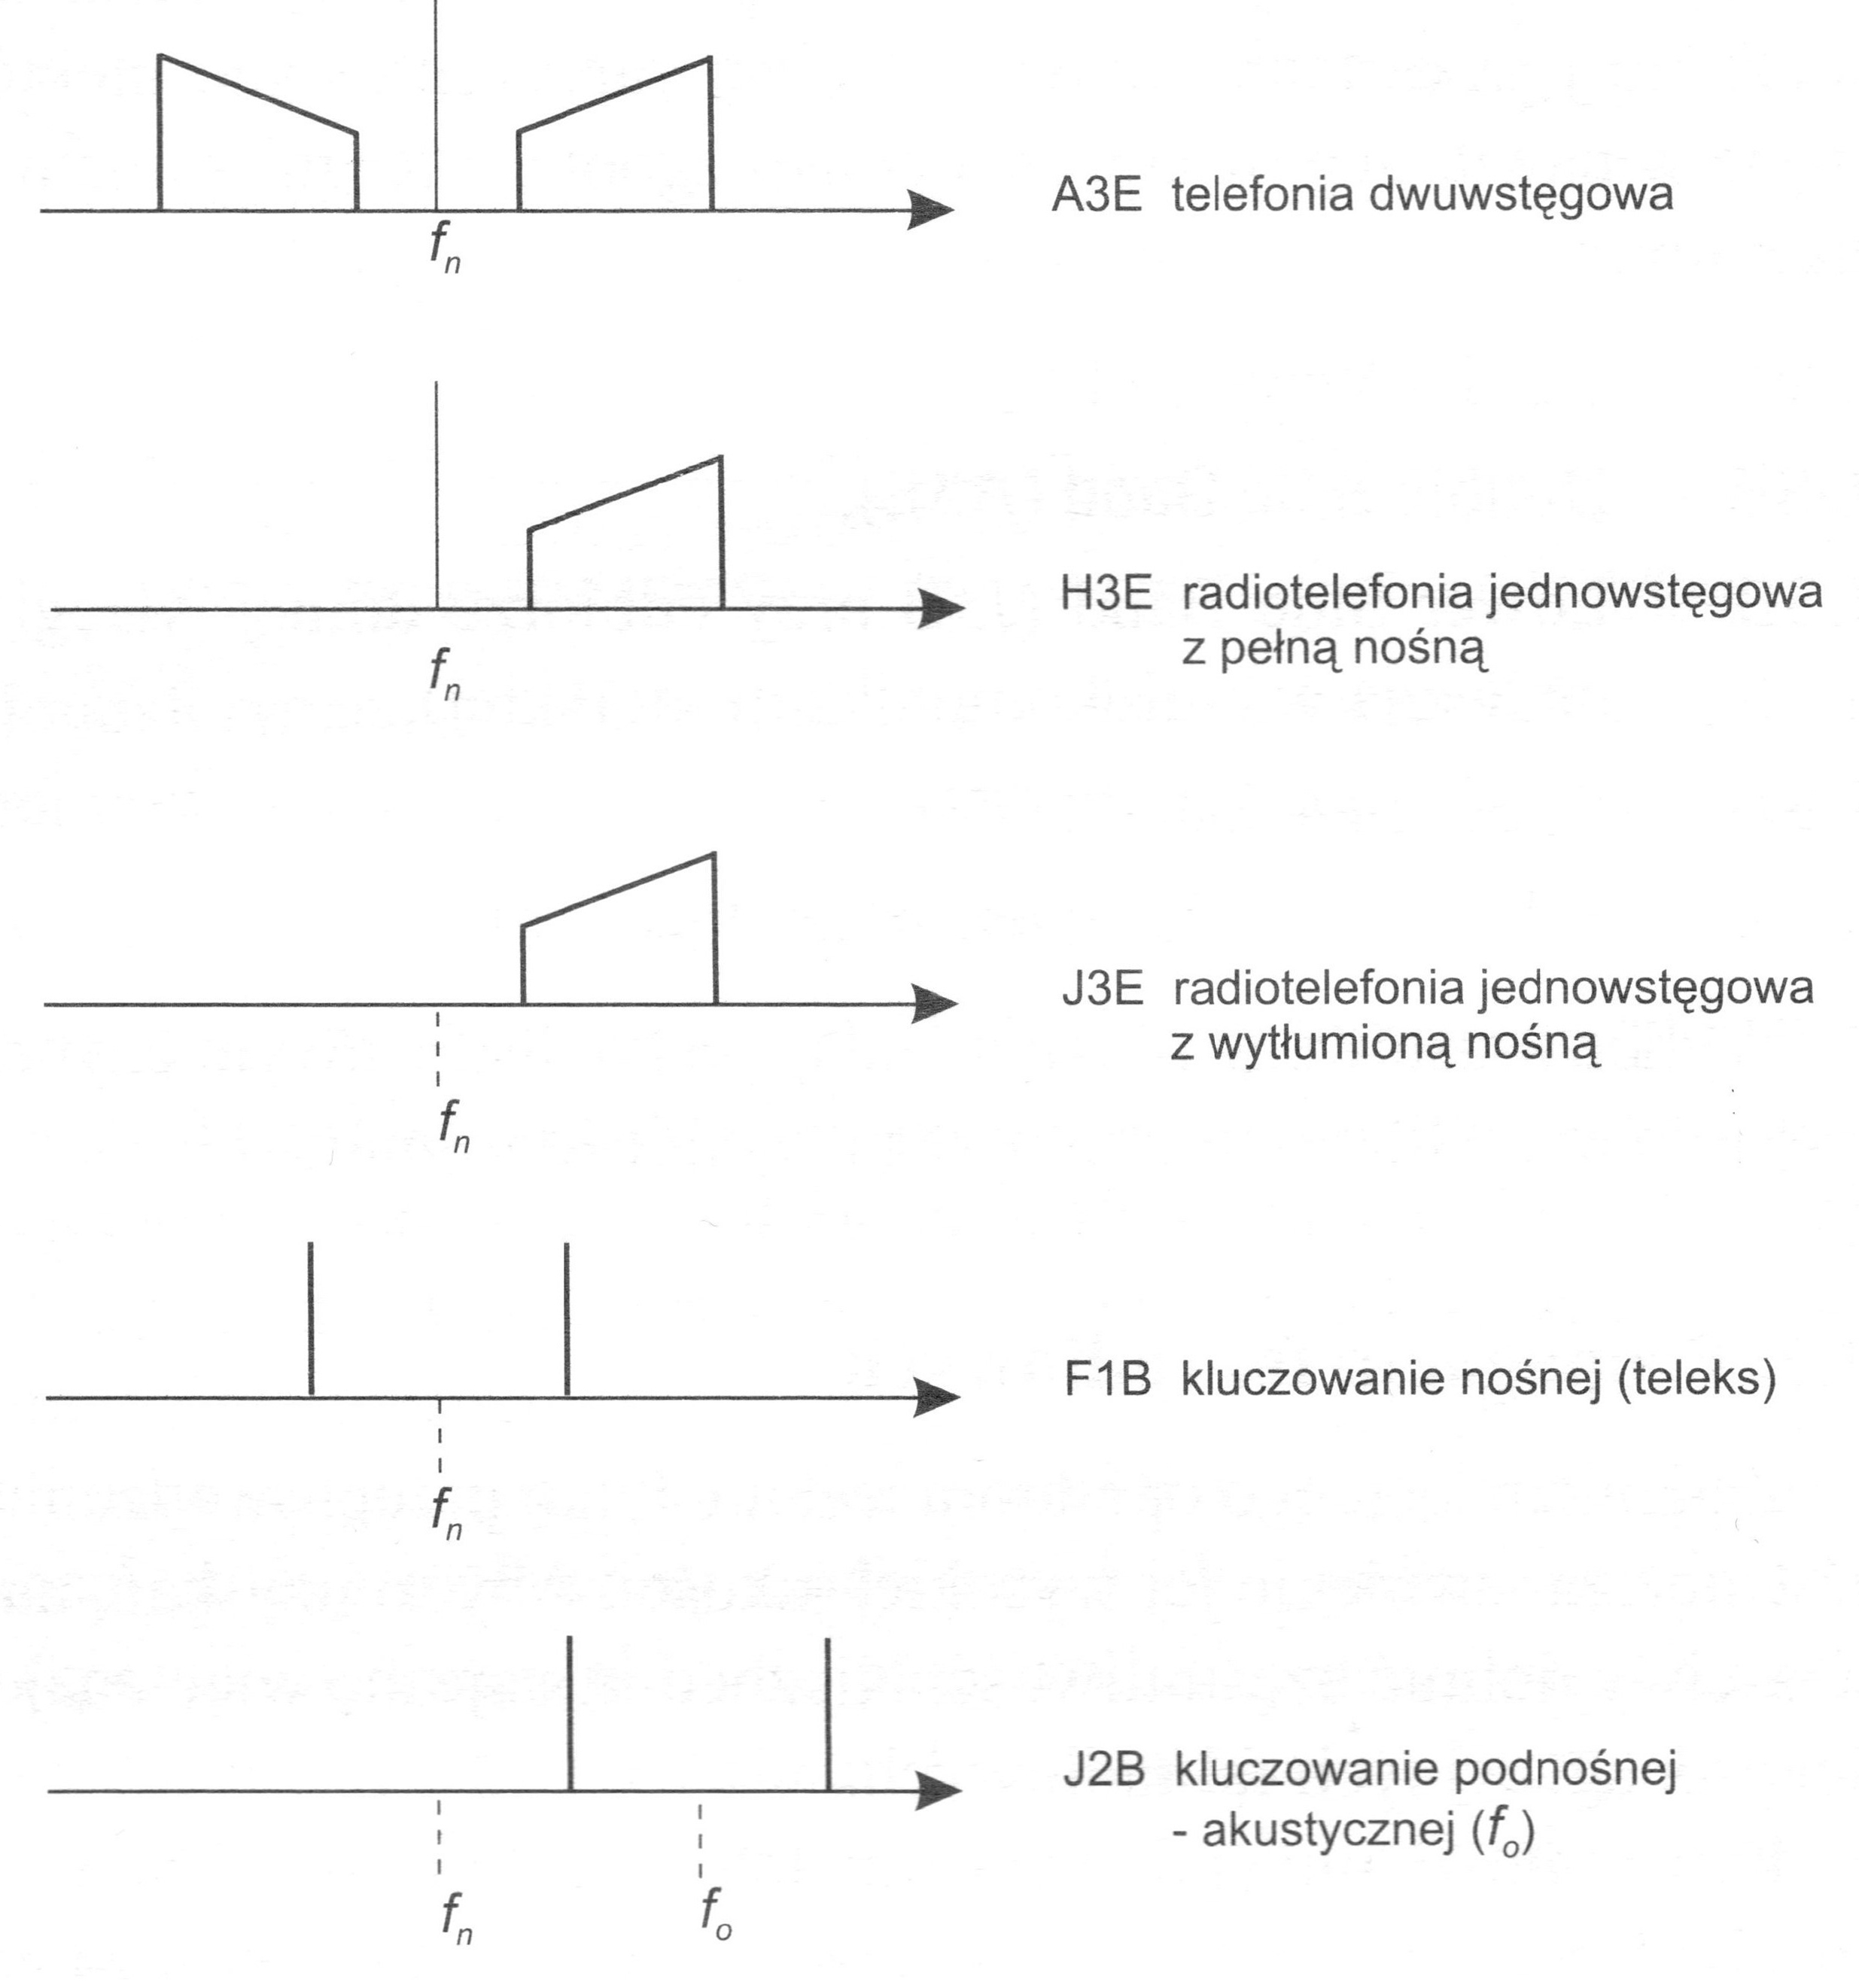 A3E telefonia dwuwstęgowa
fn
H3E radiotelefonia jednowstęgowa
z pełną nośną
fn
J3E radiotelefonia jednowstęgowa
z wytłumioną nośną
fn
F1B kluczowanie nośnej (teleks)
fn
J2B kluczowanie podnośnej
- akustycznej (fo)
fn fo